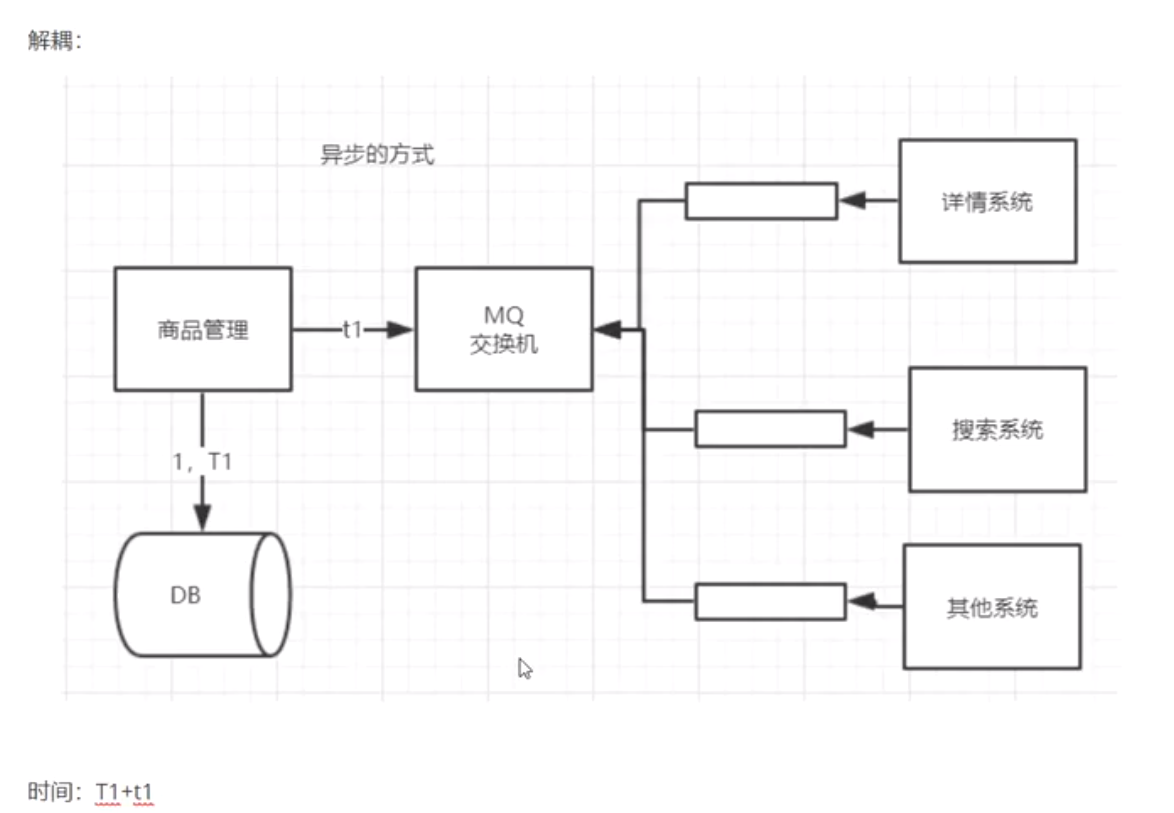 解耦：
异步的方式
详情系统
商品管理
t1
MQ
交换机
搜索系统
1，T1
DB
其他系统
时间：T1+t1